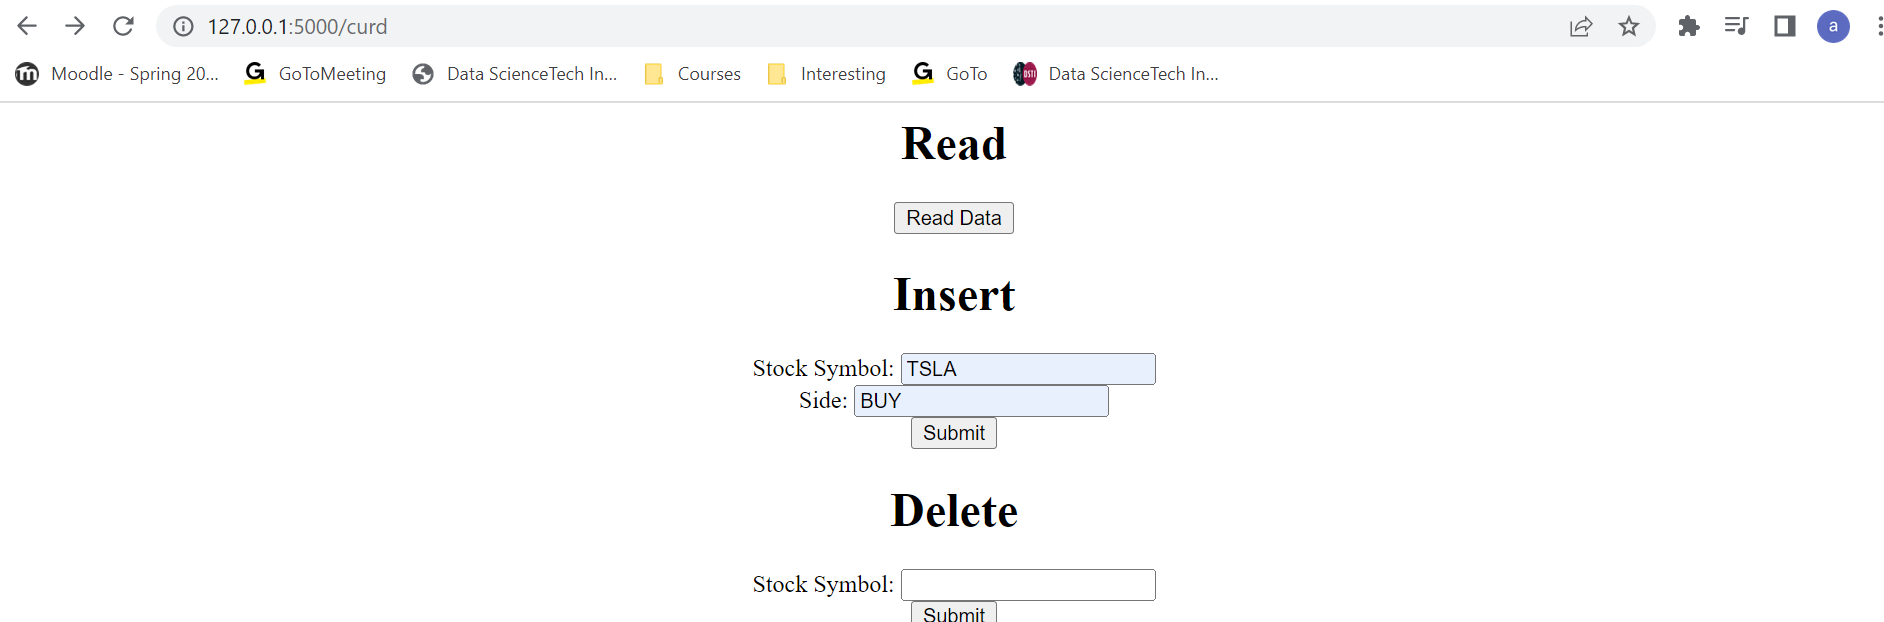 127.0.0.1:5000/curd
a
Moodle - Spring 20... GoToMeeting Data ScienceTech In... Courses Interesting GoTo DSTI Data ScienceTech In...
Read
Read Data
Insert
Stock Symbol: TSLA
Side: BUY
Submit
Delete
Stock Symbol:
Submit